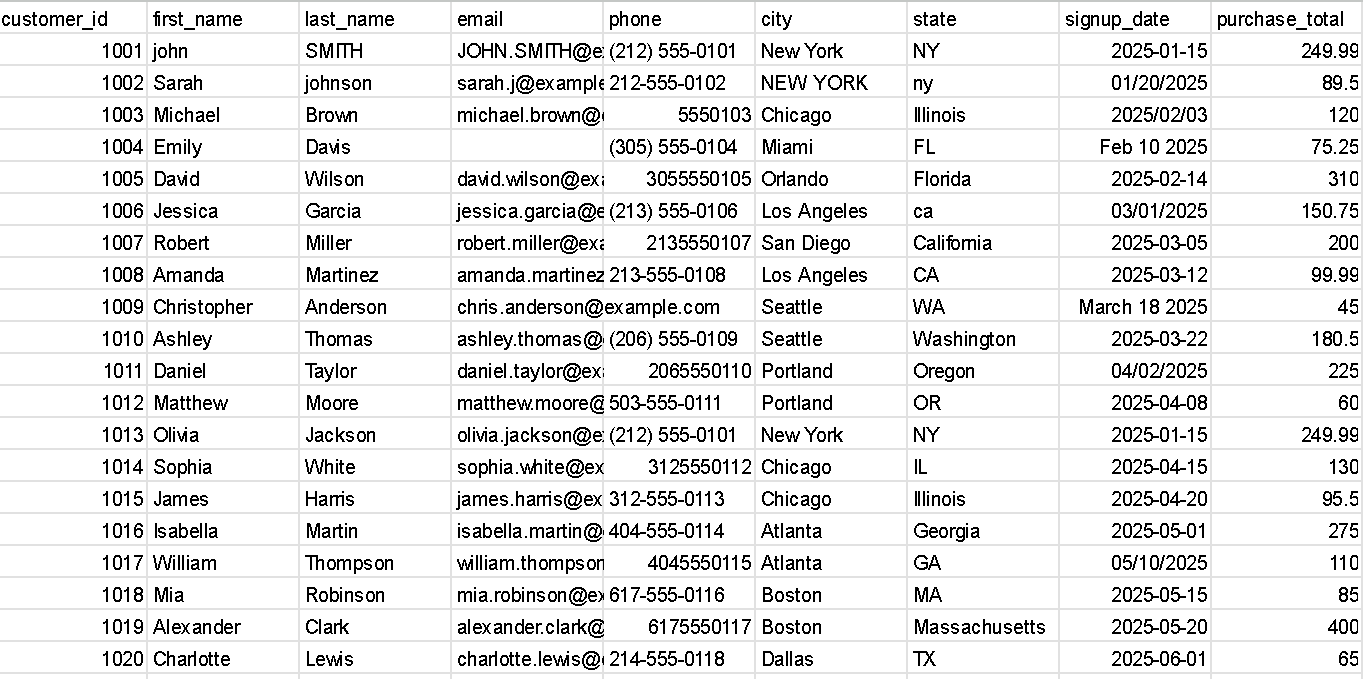 customer_id first_name last_name email phone city state signup_date purchase_total
1001 john SMITH JOHN.SMITH@e (212) 555-0101 New York NY 2025-01-15 249.99
1002 Sarah johnson sarah.j@example 212-555-0102 NEW YORK ny 01/20/2025 89.5
1003 Michael Brown michael.brown@ 5550103 Chicago Illinois 2025/02/03 120
1004 Emily Davis (305) 555-0104 Miami FL Feb 10 2025 75.25
1005 David Wilson david.wilson@exa 3055550105 Orlando Florida 2025-02-14 310
1006 Jessica Garcia jessica.garcia@e (213) 555-0106 Los Angeles ca 03/01/2025 150.75
1007 Robert Miller robert.miller@exa 2135550107 San Diego California 2025-03-05 200
1008 Amanda Martinez amanda.martinez 213-555-0108 Los Angeles CA 2025-03-12 99.99
1009 Christopher Anderson chris.anderson@example.com Seattle WA March 18 2025 45
1010 Ashley Thomas ashley.thomas@ (206) 555-0109 Seattle Washington 2025-03-22 180.5
1011 Daniel Taylor daniel.taylor@exa 2065550110 Portland Oregon 04/02/2025 225
1012 Matthew Moore matthew.moore@ 503-555-0111 Portland OR 2025-04-08 60
1013 Olivia Jackson olivia.jackson@e (212) 555-0101 New York NY 2025-01-15 249.99
1014 Sophia White sophia.white@ex 3125550112 Chicago IL 2025-04-15 130
1015 James Harris james.harris@ex 312-555-0113 Chicago Illinois 2025-04-20 95.5
1016 Isabella Martin isabella.martin@ 404-555-0114 Atlanta Georgia 2025-05-01 275
1017 William Thompson william.thompson 4045550115 Atlanta GA 05/10/2025 110
1018 Mia Robinson mia.robinson@ex 617-555-0116 Boston MA 2025-05-15 85
1019 Alexander Clark alexander.clark@ 6175550117 Boston Massachusetts 2025-05-20 400
1020 Charlotte Lewis charlotte.lewis@ 214-555-0118 Dallas TX 2025-06-01 65